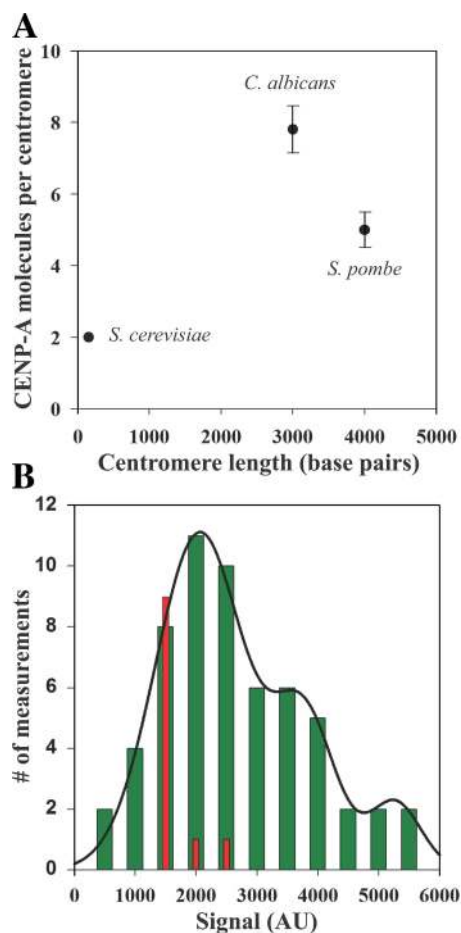 A
CENP-A molecules per centromere
10
8
6
4
2
0
C. albicans
S. pombe
S. cerevisiae
0 1000 2000 3000 4000 5000
Centromere length (base pairs)
B
# of measurements
12
10
8
6
4
2
0
0 1000 2000 3000 4000 5000 6000
Signal (AU)